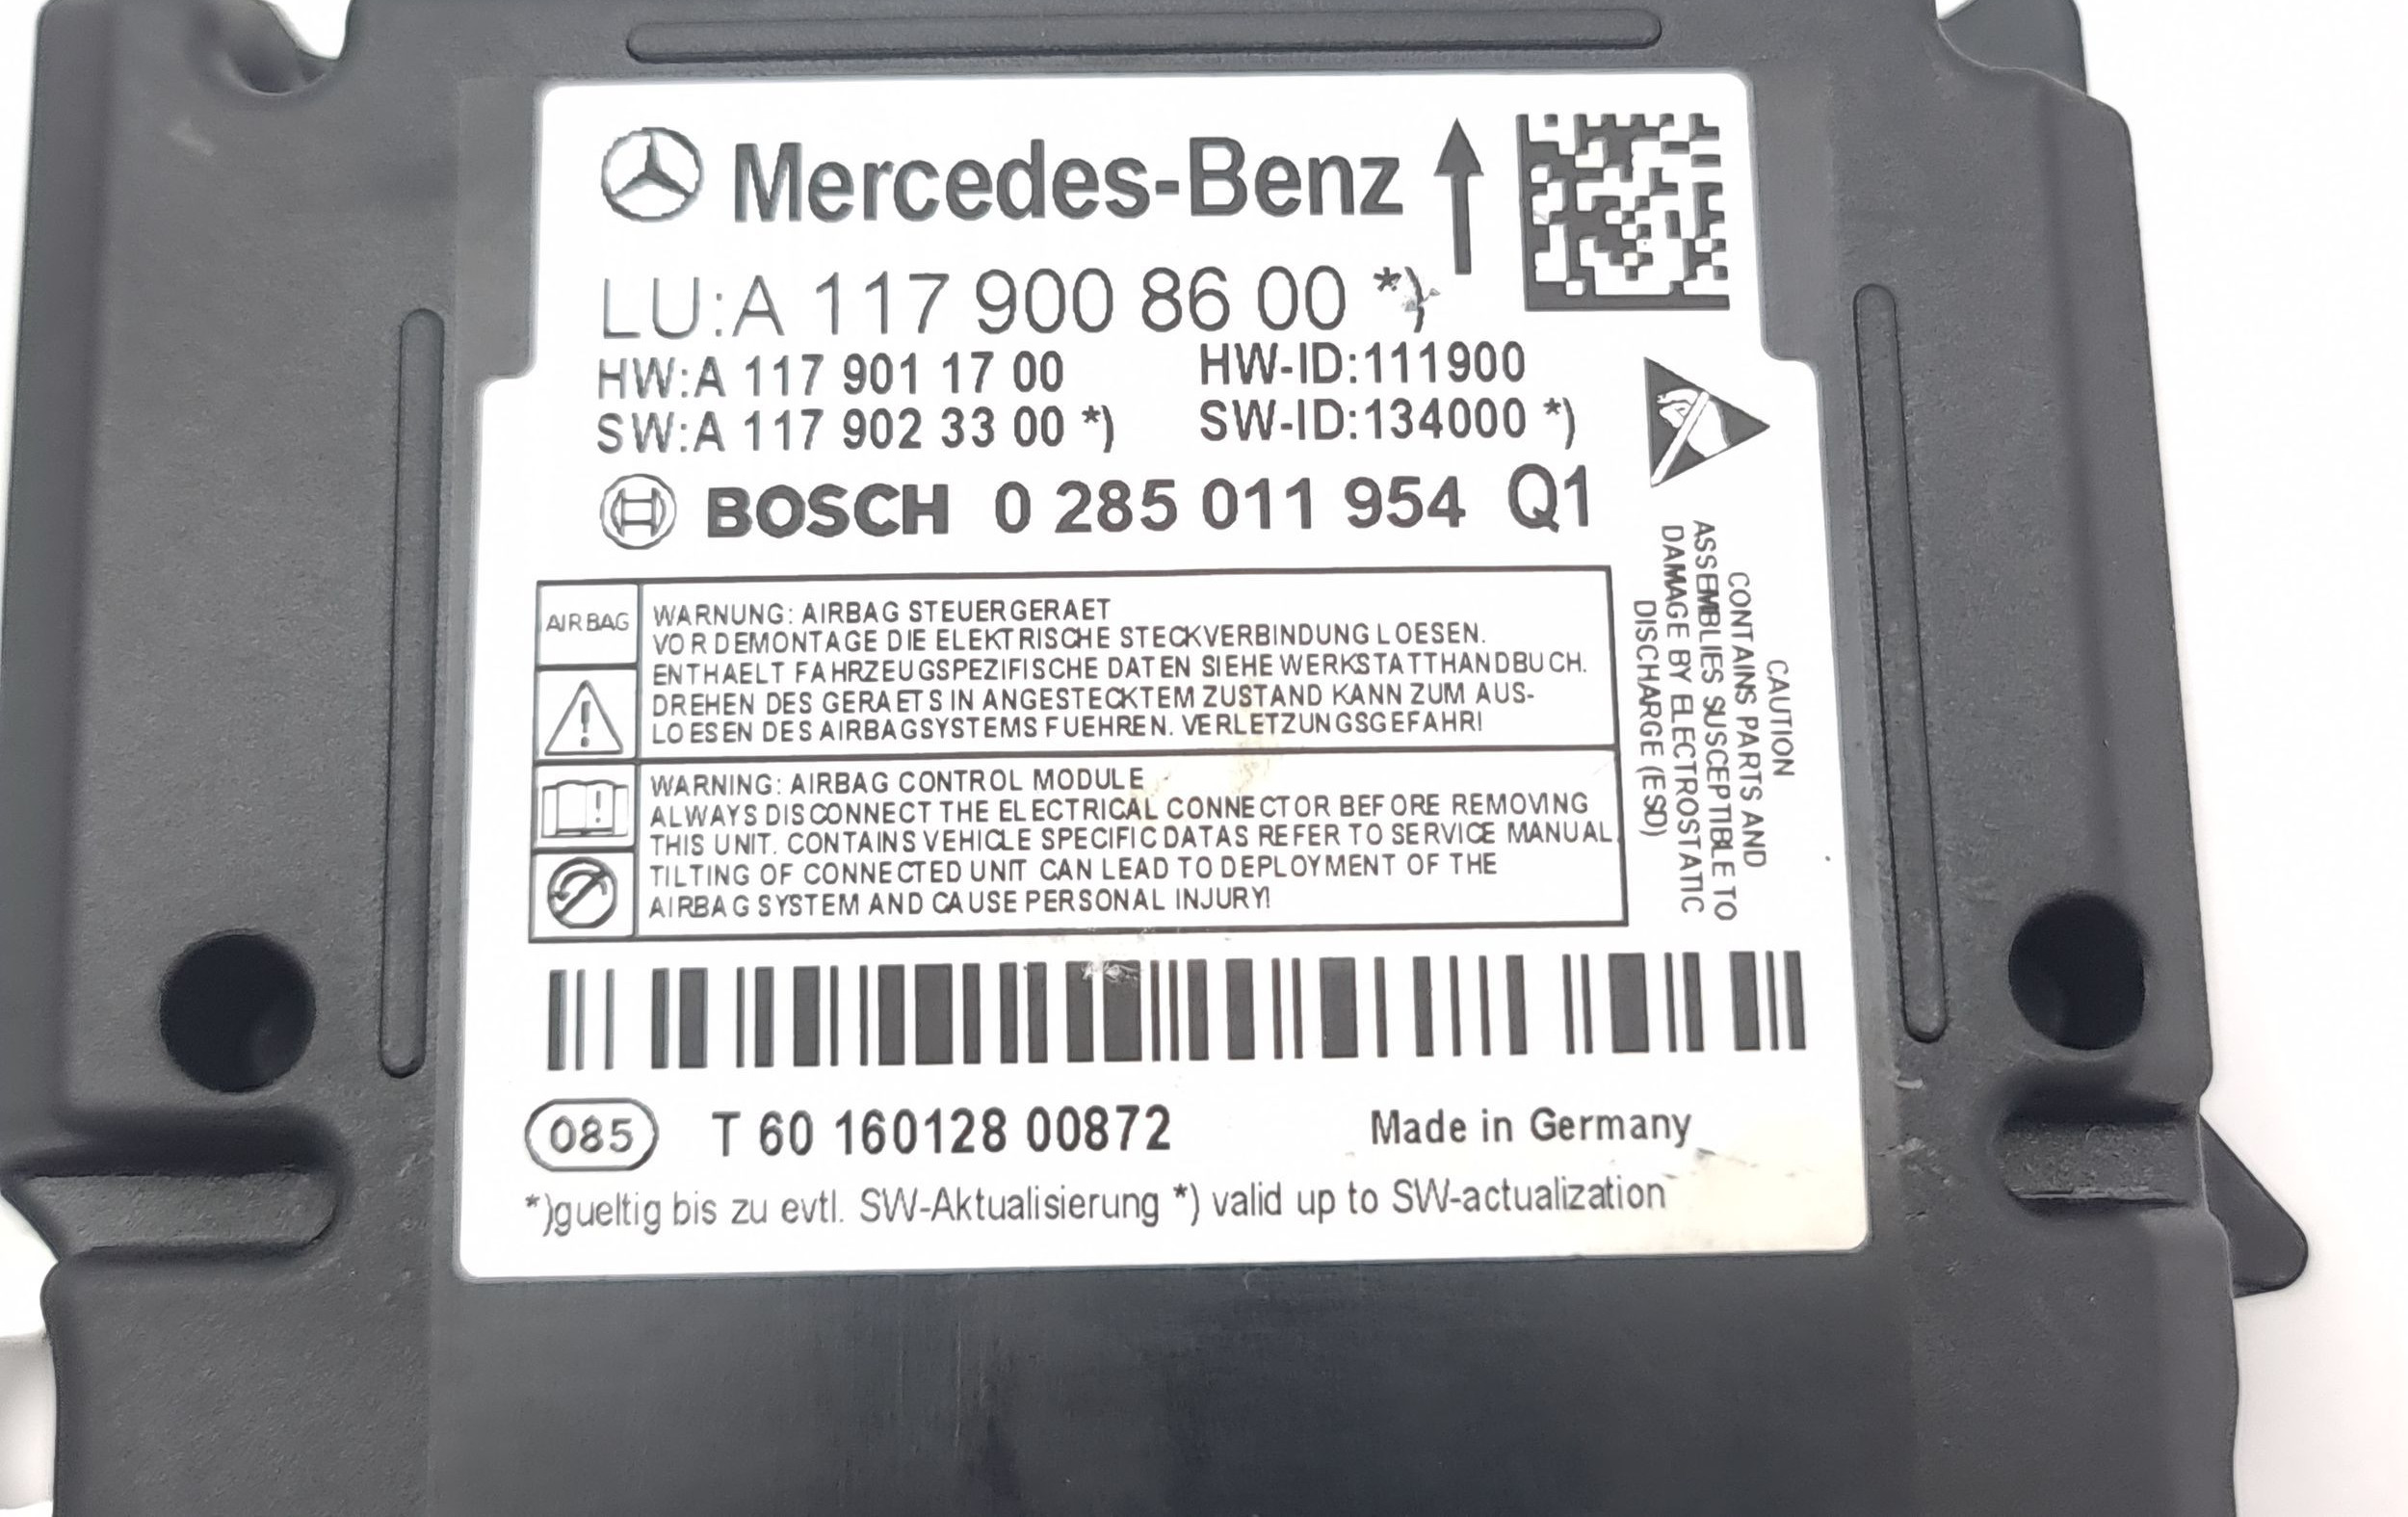 Mercedes-Benz
LU:A 117 900 86 00 *)
HW:A 117 901 17 00 HW-ID:111900
SW:A 117 902 33 00 *) SW-ID:134000 *)
BOSCH 0 285 011 954 Q1
AIRBAG
WARNUNG: AIRBAG STEUERGERAET
VOR DEMONTAGE DIE ELEKTRISCHE STECKVERBINDUNG LOESEN.
ENTHAELT FAHRZEUGSPEZIFISCHE DATEN SIEHE WERKSTATTHANDBUCH.
DREHEN DES GERAETS IN ANGESTECKTEM ZUSTAND KANN ZUM AUS-
LOESEN DES AIRBAGSYSTEMS FUEHREN. VERLETZUNGSGEFAHR!
WARNING: AIRBAG CONTROL MODULE
ALWAYS DISCONNECT THE ELECTRICAL CONNECTOR BEFORE REMOVING
THIS UNIT. CONTAINS VEHICLE SPECIFIC DATAS REFER TO SERVICE MANUAL
TILTING OF CONNECTED UNIT CAN LEAD TO DEPLOYMENT OF THE
AIRBAG SYSTEM AND CAUSE PERSONAL INJURY!
CAUTION
CONTAINS PARTS AND
ASSEMBLIES SUSCEPTIBLE TO
DAMAGE BY ELECTROSTATIC
DISCHARGE (ESD)
085 T 60 160128 00872 Made in Germany
*)gueltig bis zu evtl. SW-Aktualisierung *) valid up to SW-actualization